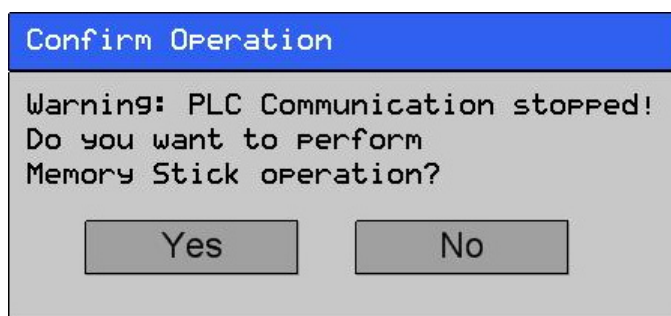 Confirm Operation
Warning: PLC Communication stopped!
Do you want to perform
Memory Stick operation?
Yes No